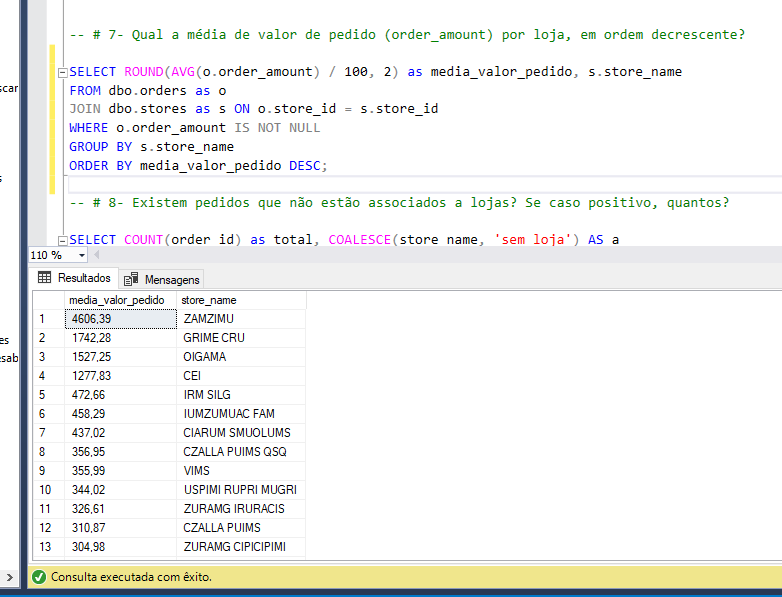 -- # 7- Qual a média de valor de pedido (order_amount) por loja, em ordem decrescente?
SELECT ROUND(AVG(o.order_amount) / 100, 2) as media_valor_pedido, s.store_name
FROM dbo.orders as o
JOIN dbo.stores as s ON o.store_id = s.store_id
WHERE o.order_amount IS NOT NULL
GROUP BY s.store_name
ORDER BY media_valor_pedido DESC;
-- # 8- Existem pedidos que não estão associados a lojas? Se caso positivo, quantos?
SELECT COUNT(order_id) as total, COALESCE(store_name, 'sem loja') AS a
110 %
Resultados Mensagens
media_valor_pedido store_name
1 4606,39 ZAMZIMU
2 1742,28 GRIME CRU
3 1527,25 OIGAMA
4 1277,83 CEI
5 472,66 IRM SILG
6 458,29 IUMZUMUAC FAM
7 437,02 CIARUM SMUOLUMS
8 356,95 CZALLA PUIMS QSQ
9 355,99 VIMS
10 344,02 USPIMI RUPRI MUGRI
11 326,61 ZURAMG IRURACIS
12 310,87 CZALLA PUIMS
13 304,98 ZURAMG CIPICIPIMI
Consulta executada com êxito.